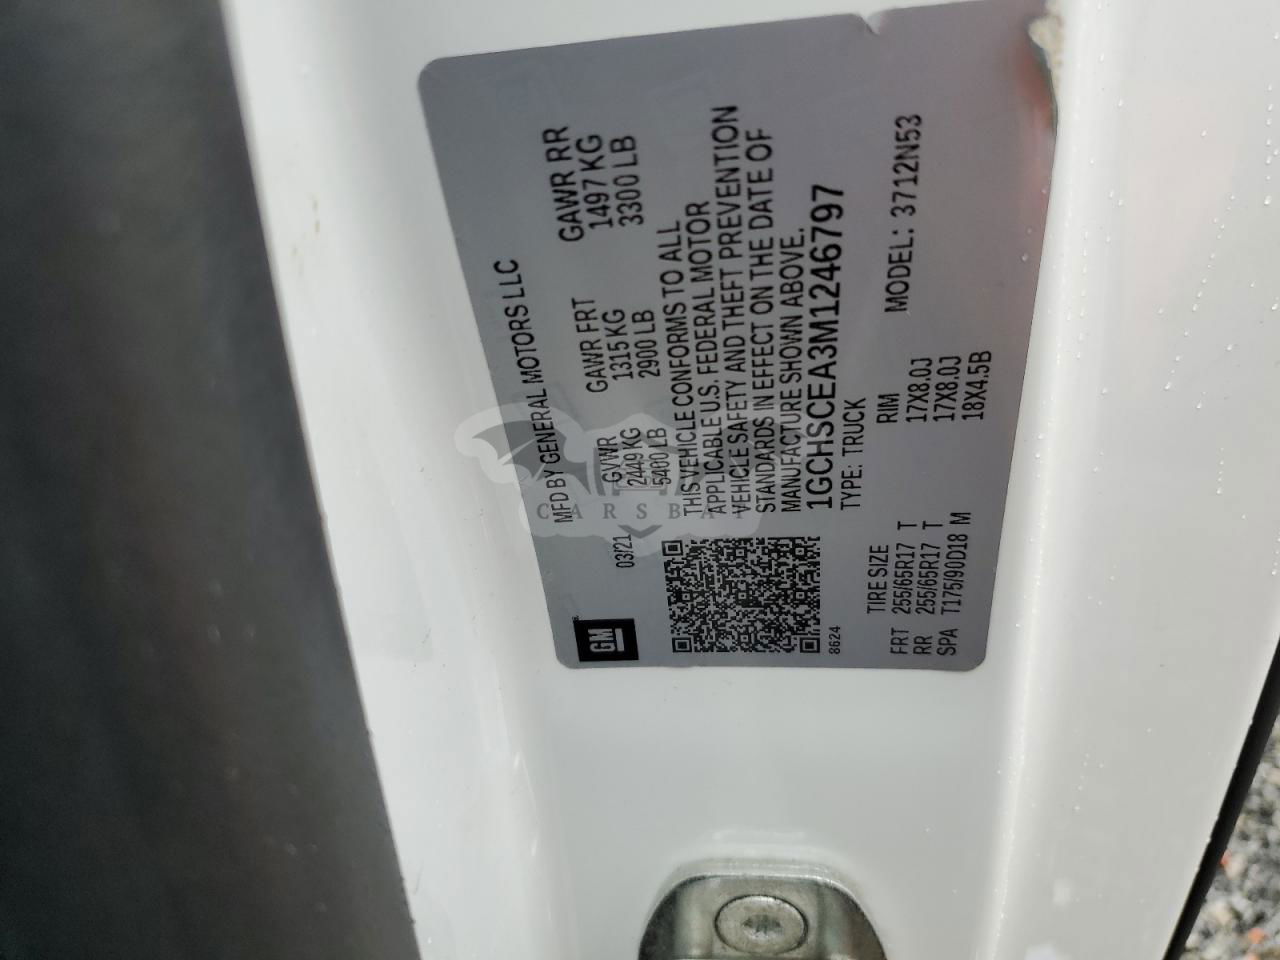 MFD BY GENERAL MOTORS LLC
03/21 GVWR GAWR FRT GAWR RR
2449 KG 1315 KG 1497 KG
5400 LB 2900 LB 3300 LB
THIS VEHICLE CONFORMS TO ALL
APPLICABLE U.S. FEDERAL MOTOR
VEHICLE SAFETY AND THEFT PREVENTION
STANDARDS IN EFFECT ON THE DATE OF
MANUFACTURE SHOWN ABOVE.
1GCHSCEA3M1246797
TYPE: TRUCK
GM
8624
TIRE SIZE RIM MODEL: 3712N53
FRT 255/65R17 T 17X8.0J
RR 255/65R17 T 17X8.0J
SPA T175/90D18 M 18X4.5B
CARSBAT